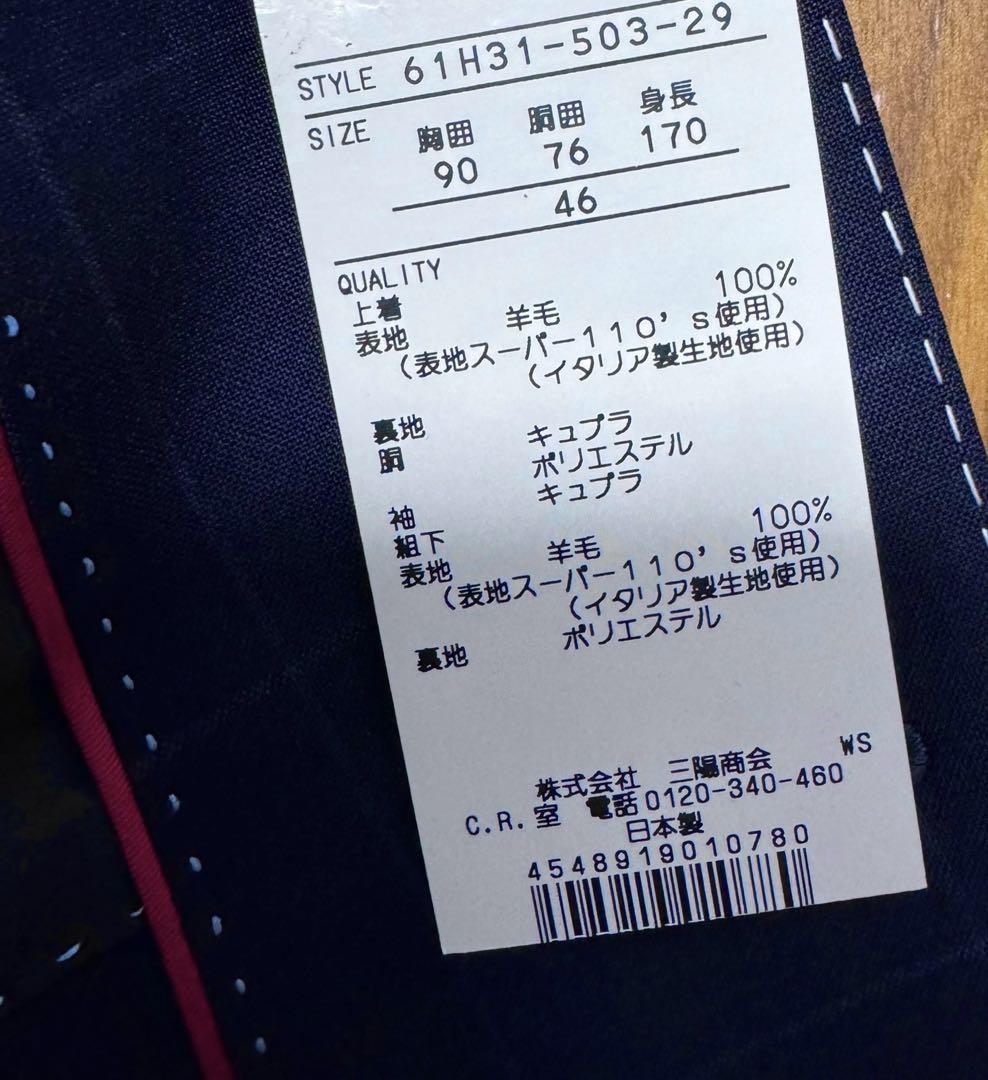 STYLE 61H31-503-29
SIZE 胸囲 胴囲 身長
90 76 170
46
QUALITY
上着 100%
表地 羊毛
(表地スーパー110's使用)
(イタリア製生地使用)
裏地 キュプラ
胴 ポリエステル
キュプラ
袖
組下 100%
表地 羊毛
(表地スーパー110's使用)
(イタリア製生地使用)
裏地 ポリエステル
株式会社 三陽商会 WS
C.R.室 電話0120-340-460
日本製
4548919010780